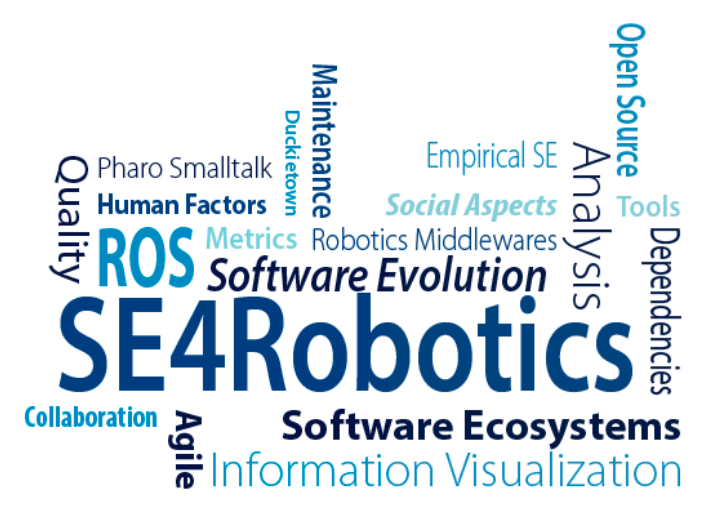 Open Source
Maintenance
Duckietown
Empirical SE
Analysis
Quality
Pharo Smalltalk
Human Factors
Social Aspects
Tools
ROS
Metrics
Robotics Middlewares
Dependencies
Software Evolution
SE4Robotics
Collaboration
Agile
Software Ecosystems
Information Visualization